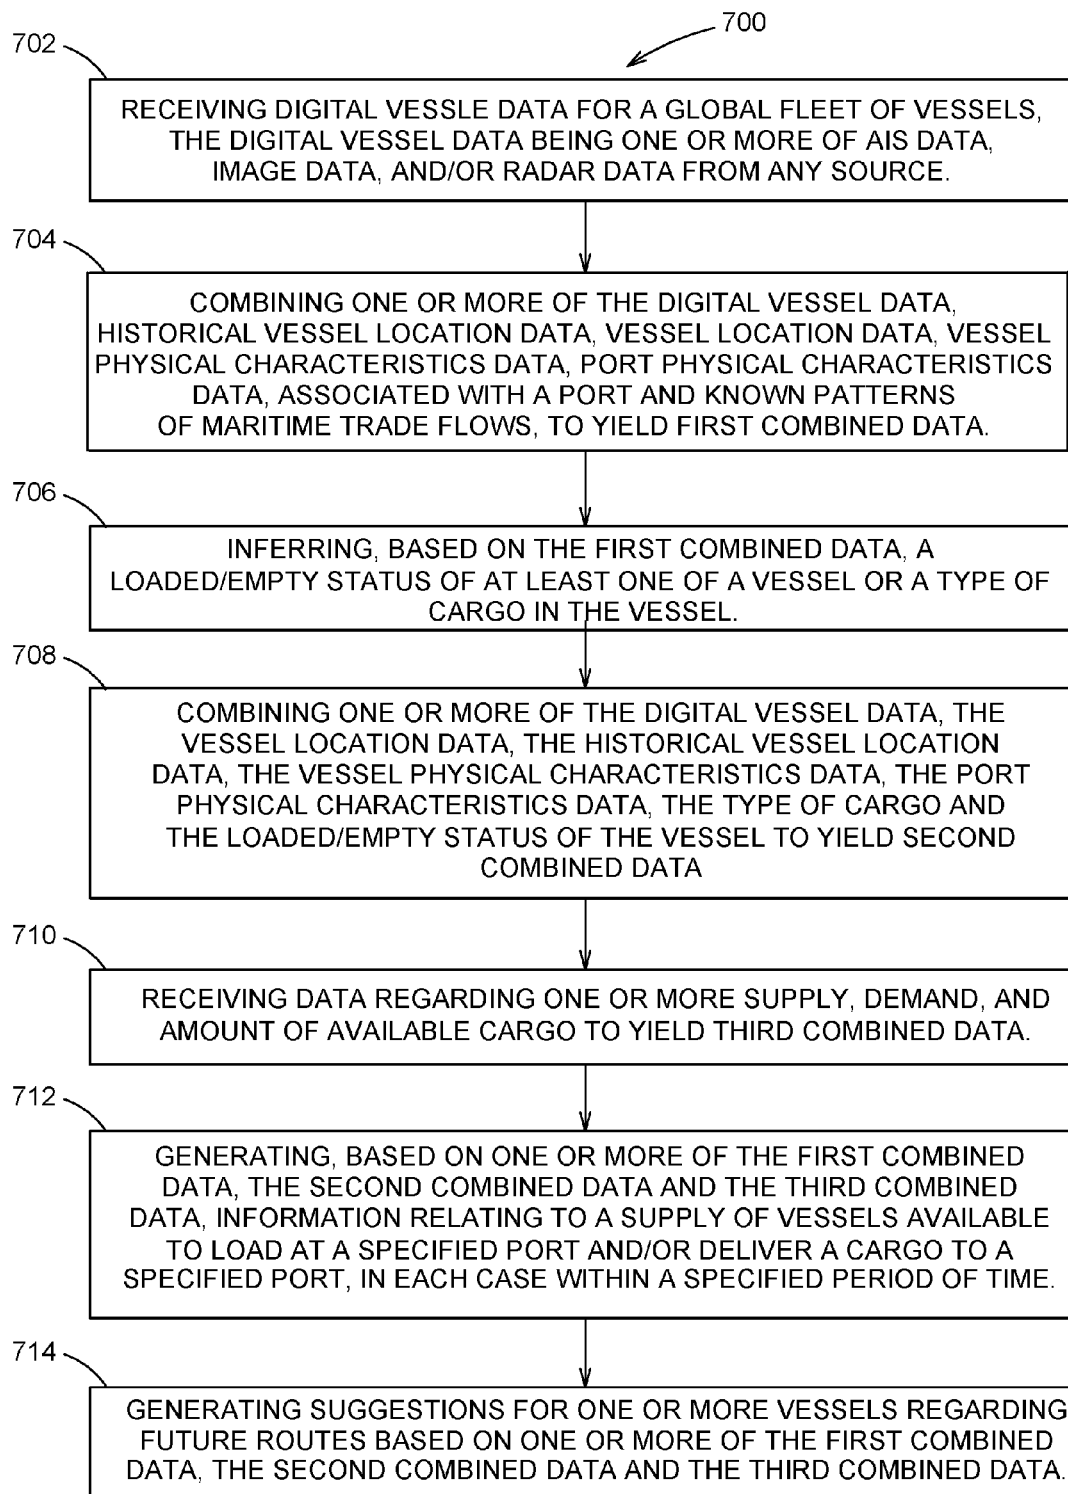 700
702
RECEIVING DIGITAL VESSLE DATA FOR A GLOBAL FLEET OF VESSELS,
THE DIGITAL VESSEL DATA BEING ONE OR MORE OF AIS DATA,
IMAGE DATA, AND/OR RADAR DATA FROM ANY SOURCE.
704
COMBINING ONE OR MORE OF THE DIGITAL VESSEL DATA,
HISTORICAL VESSEL LOCATION DATA, VESSEL LOCATION DATA, VESSEL
PHYSICAL CHARACTERISTICS DATA, PORT PHYSICAL CHARACTERISTICS
DATA, ASSOCIATED WITH A PORT AND KNOWN PATTERNS
OF MARITIME TRADE FLOWS, TO YIELD FIRST COMBINED DATA.
706
INFERRING, BASED ON THE FIRST COMBINED DATA, A
LOADED/EMPTY STATUS OF AT LEAST ONE OF A VESSEL OR A TYPE OF
CARGO IN THE VESSEL.
708
COMBINING ONE OR MORE OF THE DIGITAL VESSEL DATA, THE
VESSEL LOCATION DATA, THE HISTORICAL VESSEL LOCATION
DATA, THE VESSEL PHYSICAL CHARACTERISTICS DATA, THE PORT
PHYSICAL CHARACTERISTICS DATA, THE TYPE OF CARGO AND
THE LOADED/EMPTY STATUS OF THE VESSEL TO YIELD SECOND
COMBINED DATA
710
RECEIVING DATA REGARDING ONE OR MORE SUPPLY, DEMAND, AND
AMOUNT OF AVAILABLE CARGO TO YIELD THIRD COMBINED DATA.
712
GENERATING, BASED ON ONE OR MORE OF THE FIRST COMBINED
DATA, THE SECOND COMBINED DATA AND THE THIRD COMBINED
DATA, INFORMATION RELATING TO A SUPPLY OF VESSELS AVAILABLE
TO LOAD AT A SPECIFIED PORT AND/OR DELIVER A CARGO TO A
SPECIFIED PORT, IN EACH CASE WITHIN A SPECIFIED PERIOD OF TIME.
714
GENERATING SUGGESTIONS FOR ONE OR MORE VESSELS REGARDING
FUTURE ROUTES BASED ON ONE OR MORE OF THE FIRST COMBINED
DATA, THE SECOND COMBINED DATA AND THE THIRD COMBINED DATA.